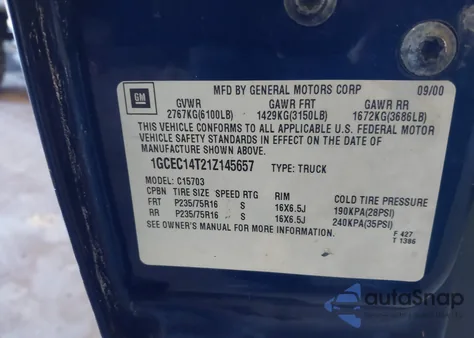 GM
MFD BY GENERAL MOTORS CORP 09/00
GVWR GAWR FRT GAWR RR
2767KG(6100LB) 1429KG(3150LB) 1672KG(3686LB)
THIS VEHICLE CONFORMS TO ALL APPLICABLE U.S. FEDERAL MOTOR
VEHICLE SAFETY STANDARDS IN EFFECT ON THE DATE OF
MANUFACTURE SHOWN ABOVE.
1GCEC14T21Z145657 TYPE: TRUCK
MODEL: C15703
CPBN TIRE SIZE SPEED RTG RIM COLD TIRE PRESSURE
FRT P235/75R16 S 16X6.5J 190KPA(28PSI)
RR P235/75R16 S 16X6.5J 240KPA(35PSI)
SEE OWNER'S MANUAL FOR MORE INFORMATION.
F 427
T 1386
autoSnap